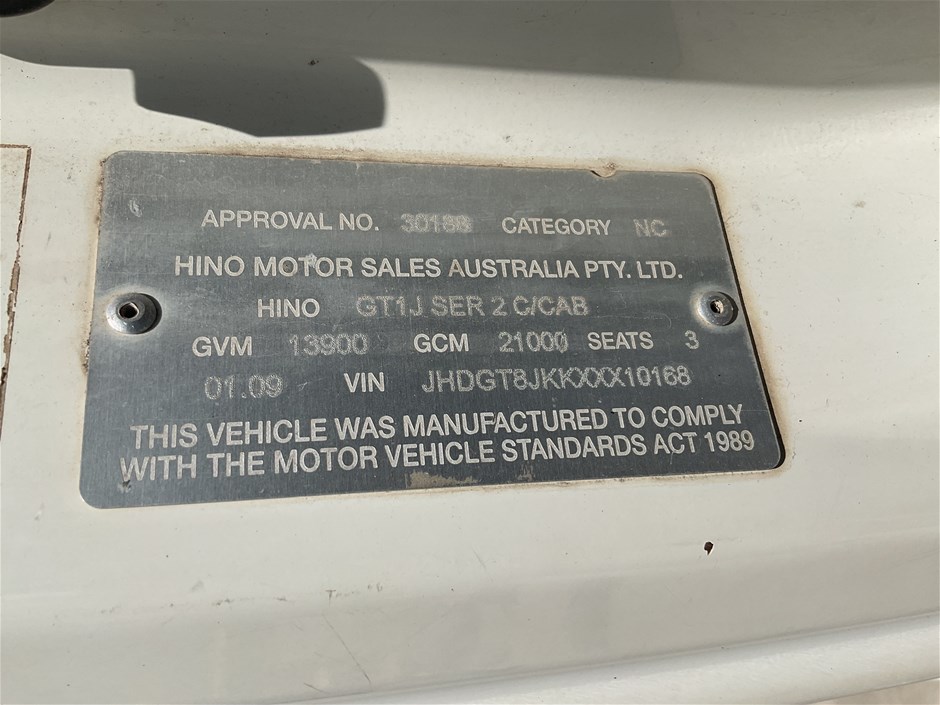 APPROVAL NO. 30188 CATEGORY NC
HINO MOTOR SALES AUSTRALIA PTY. LTD.
HINO GT1J SER 2 C/CAB
GVM 13900 GCM 21000 SEATS 3
01.09 VIN JHDGT8JKKXXX10168
THIS VEHICLE WAS MANUFACTURED TO COMPLY
WITH THE MOTOR VEHICLE STANDARDS ACT 1989